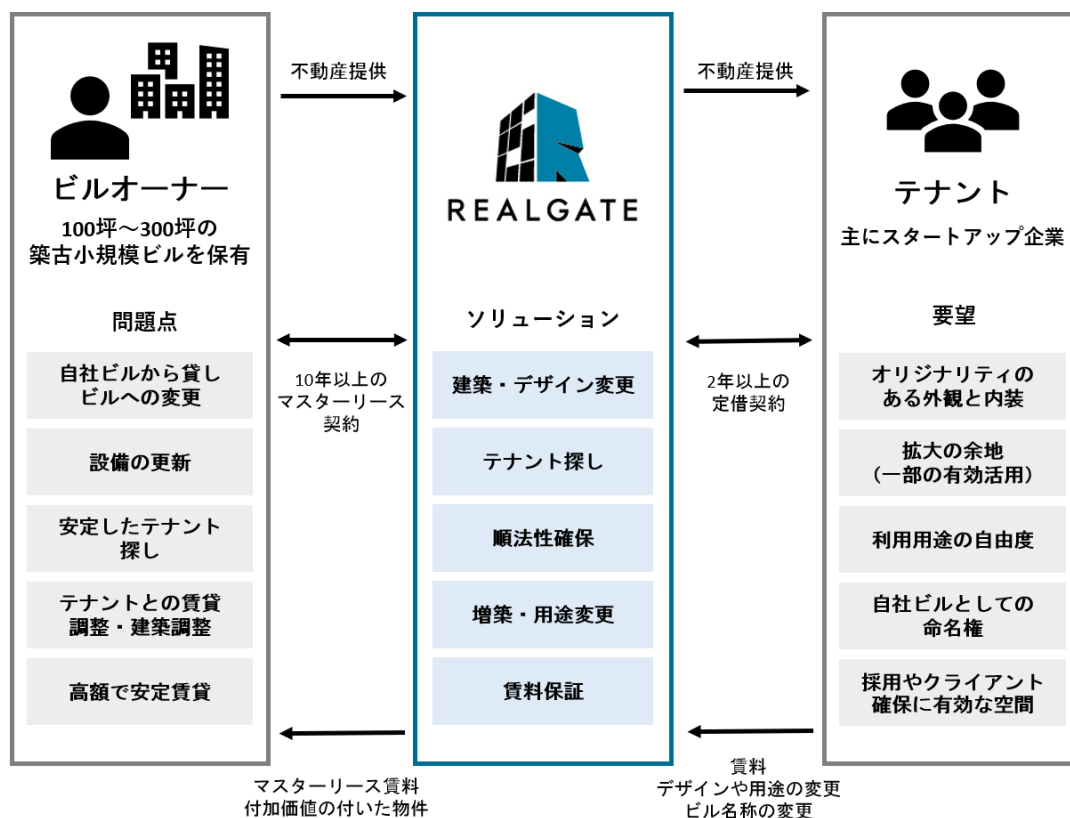 ビルオーナー
100坪～300坪の
築古小規模ビルを保有
問題点
自社ビルから貸し
ビルへの変更
設備の更新
安定したテナント
探し
テナントとの賃貸
調整・建築調整
高額で安定賃貸
不動産提供
10年以上の
マスターリース
契約
マスターリース賃料
付加価値の付いた物件
REALGATE
ソリューション
建築・デザイン変更
テナント探し
順法性確保
増築・用途変更
賃料保証
不動産提供
2年以上の
定借契約
賃料
デザインや用途の変更
ビル名称の変更
テナント
主にスタートアップ企業
要望
オリジナリティの
ある外観と内装
拡大の余地
（一部の有効活用）
利用用途の自由度
自社ビルとしての
命名権
採用やクライアント
確保に有効な空間